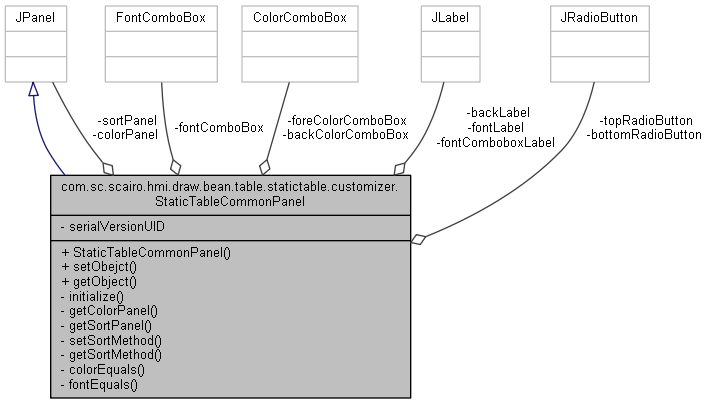 JPanel
FontComboBox
ColorComboBox
JLabel
JRadioButton
-sortPanel
-colorPanel
-fontComboBox
-foreColorComboBox
-backColorComboBox
-backLabel
-fontLabel
-fontComboboxLabel
-topRadioButton
-bottomRadioButton
com.sc.scairo.hmi.draw.bean.table.statictable.customizer.
StaticTableCommonPanel
- serialVersionUID
+ StaticTableCommonPanel()
+ setObejct()
+ getObject()
- initialize()
- getColorPanel()
- getSortPanel()
- setSortMethod()
- getSortMethod()
- colorEquals()
- fontEquals()